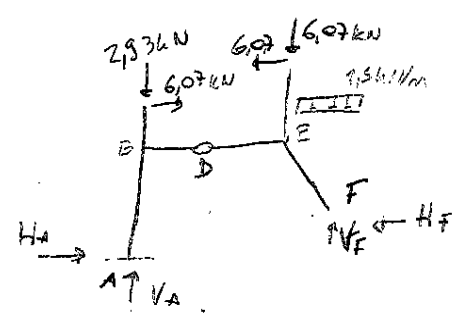 6,07 6,07kN
2,93kN
6,07kN
1,5kN/m
B D E
F
HA VF HF
A VA